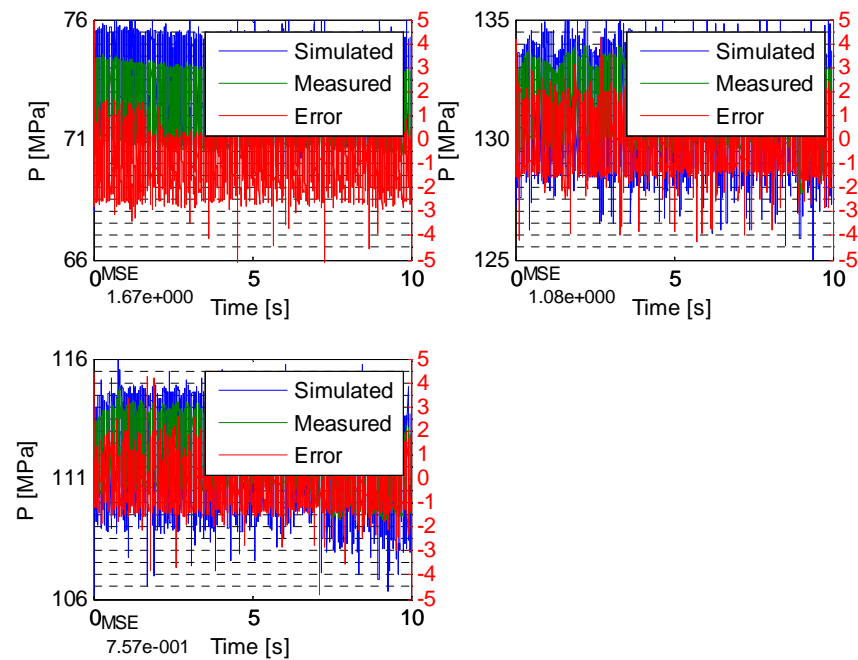 76
71
66
P [MPa]
Simulated
Measured
Error
5
4
3
2
1
0
-1
-2
-3
-4
-5
P [MPa]
0
5
10
MSE
1.67e+000
Time [s]
135
130
125
P [MPa]
Simulated
Measured
Error
5
4
3
2
1
0
-1
-2
-3
-4
-5
0
5
10
MSE
1.08e+000
Time [s]
116
111
106
P [MPa]
Simulated
Measured
Error
5
4
3
2
1
0
-1
-2
-3
-4
-5
0
5
10
MSE
7.57e-001
Time [s]